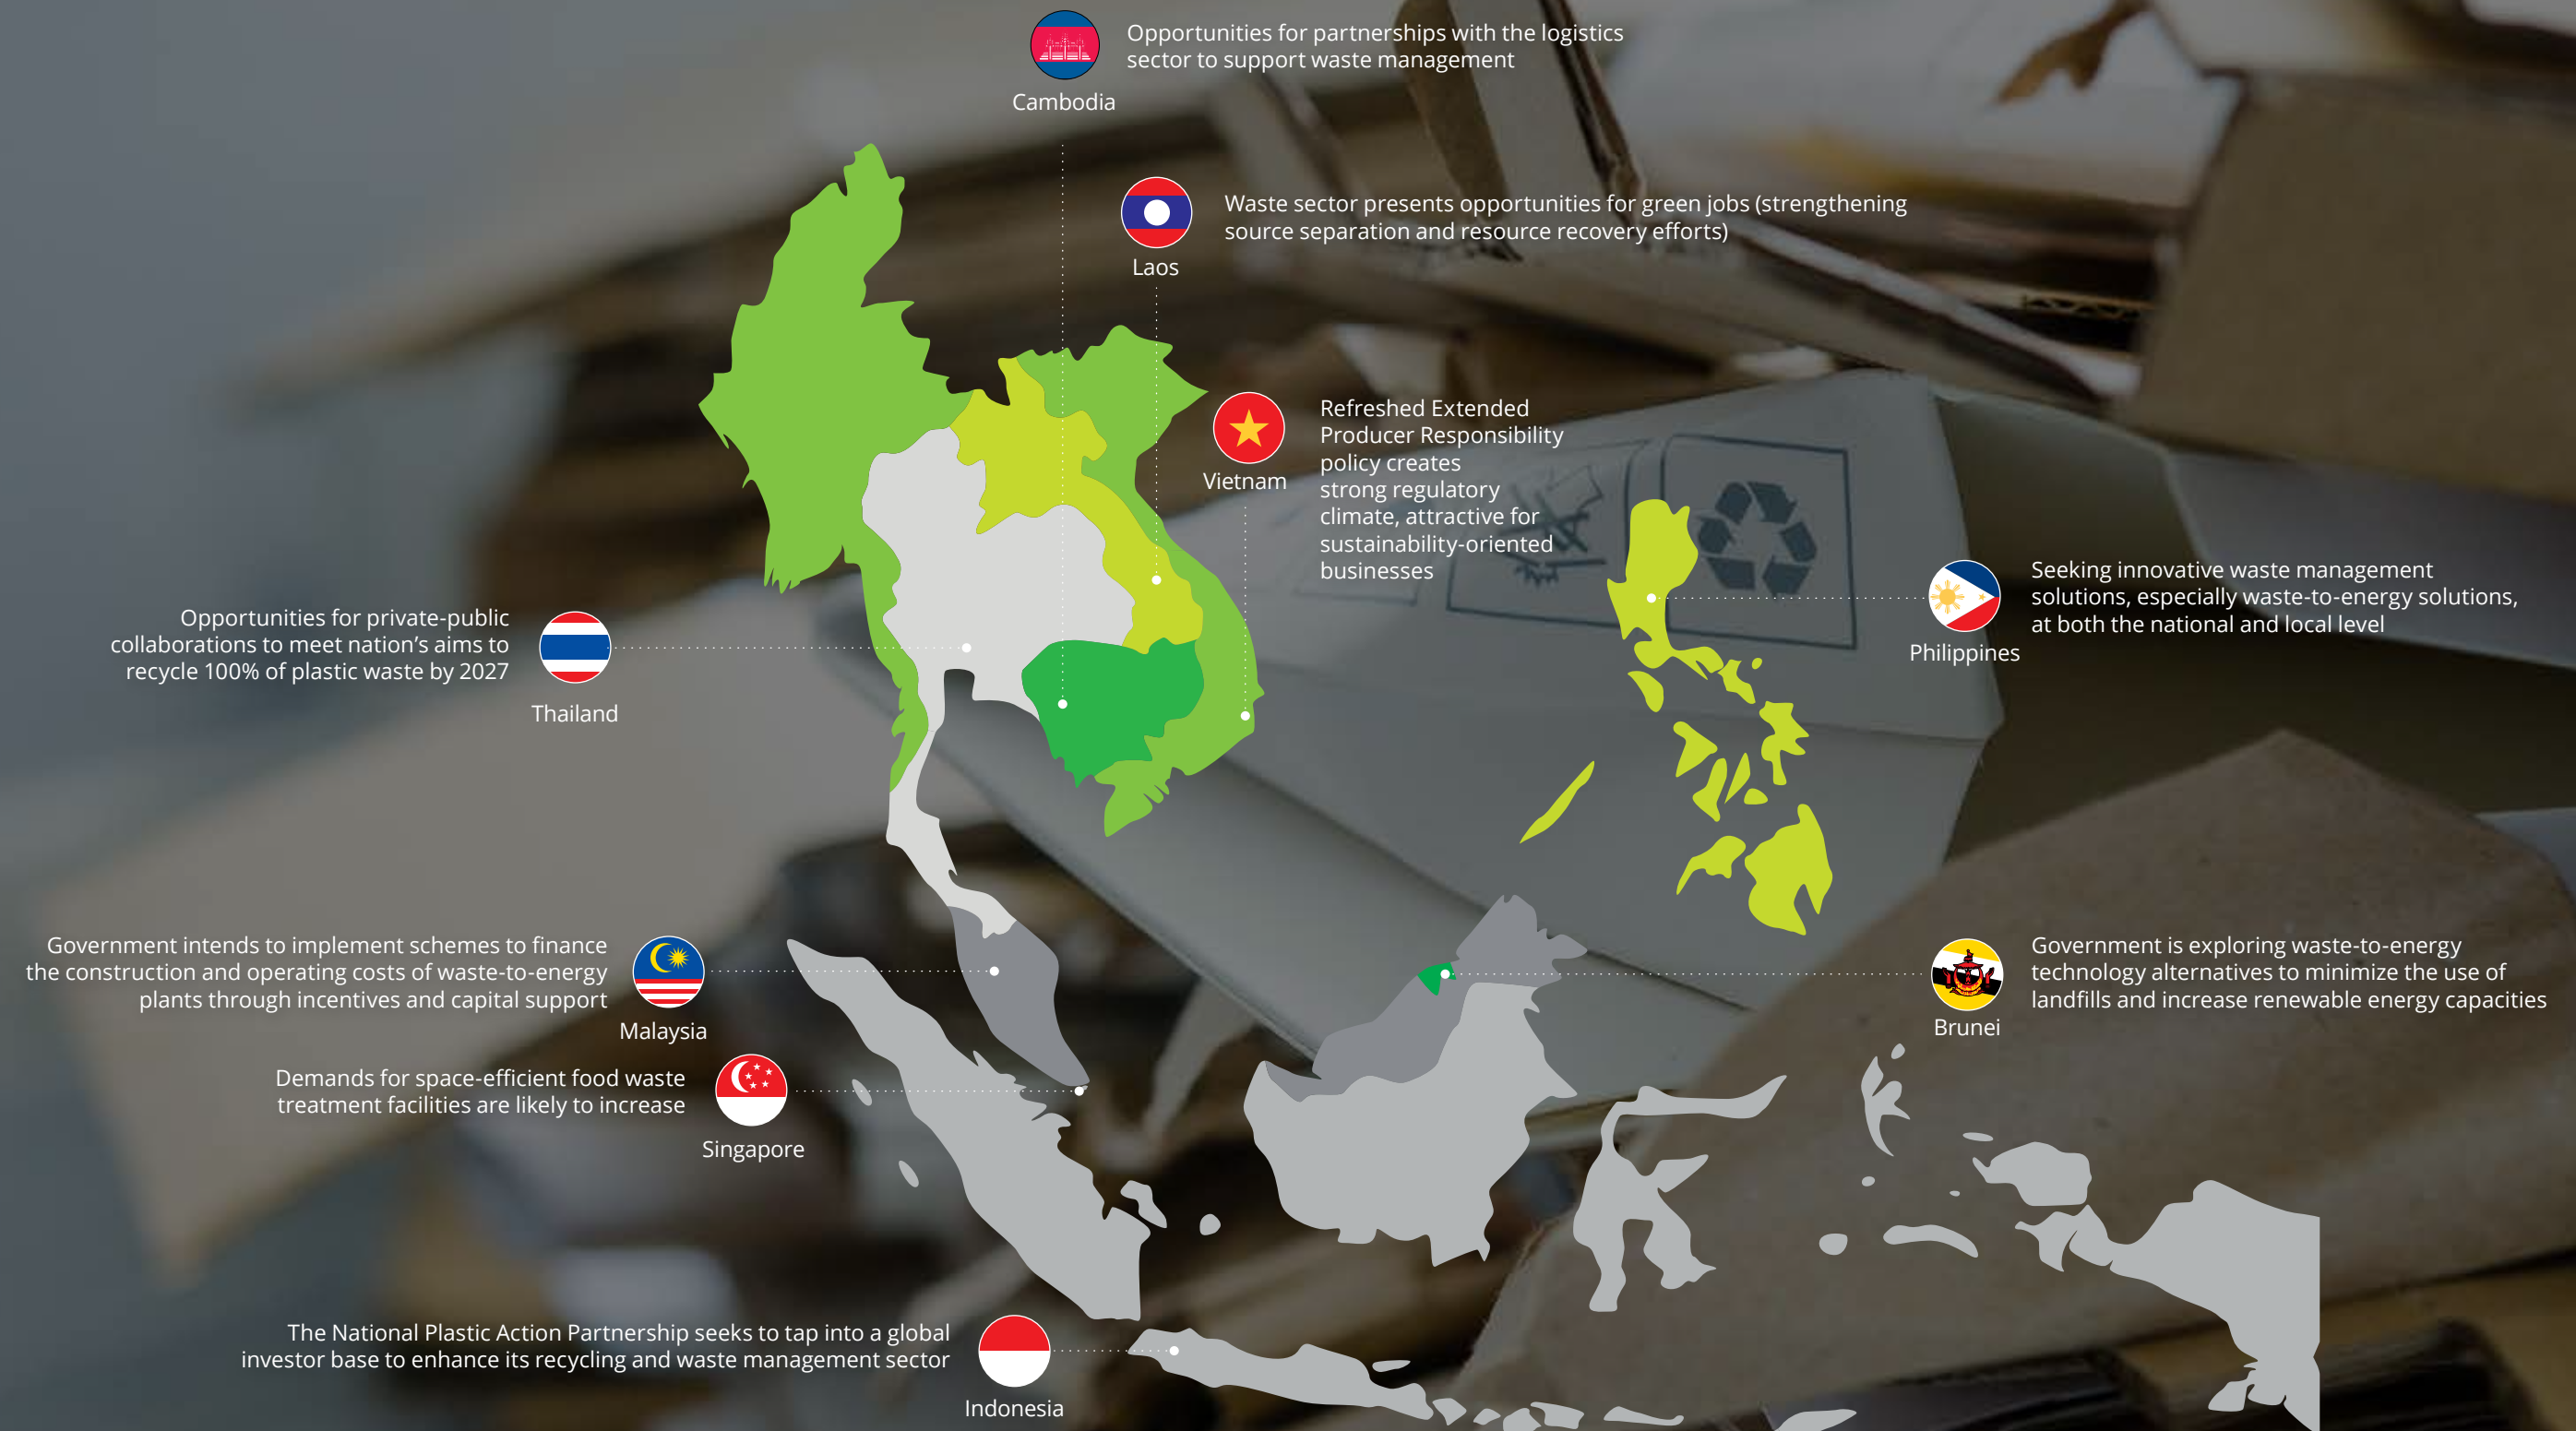 Opportunities for partnerships with the logistics
sector to support waste management
Cambodia
Waste sector presents opportunities for green jobs (strengthening
source separation and resource recovery efforts)
Laos
Refreshed Extended
Producer Responsibility
policy creates
strong regulatory
climate, attractive for
sustainability-oriented
businesses
Vietnam
Seeking innovative waste management
solutions, especially waste-to-energy solutions,
at both the national and local level
Philippines
Opportunities for private-public
collaborations to meet nation’s aims to
recycle 100% of plastic waste by 2027
Thailand
Government intends to implement schemes to finance
the construction and operating costs of waste-to-energy
plants through incentives and capital support
Malaysia
Government is exploring waste-to-energy
technology alternatives to minimize the use of
landfills and increase renewable energy capacities
Brunei
Demands for space-efficient food waste
treatment facilities are likely to increase
Singapore
The National Plastic Action Partnership seeks to tap into a global
investor base to enhance its recycling and waste management sector
Indonesia